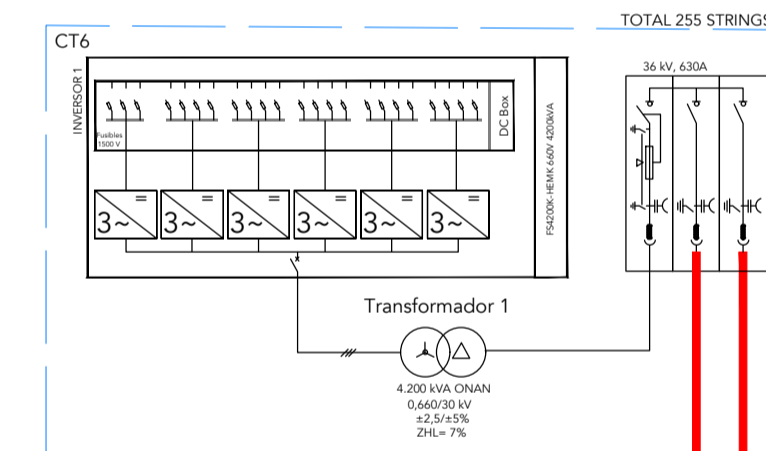 TOTAL 255 STRINGS
CT6
36 kV, 630A
INVERSOR 1
Fusibles
1500 V
DC Box
FS4200K-HEMK 660V 4200kVA
3~ 3~ 3~ 3~ 3~ 3~
Transformador 1
4.200 kVA ONAN
0,660/30 kV
±2,5/±5%
ZHL= 7%